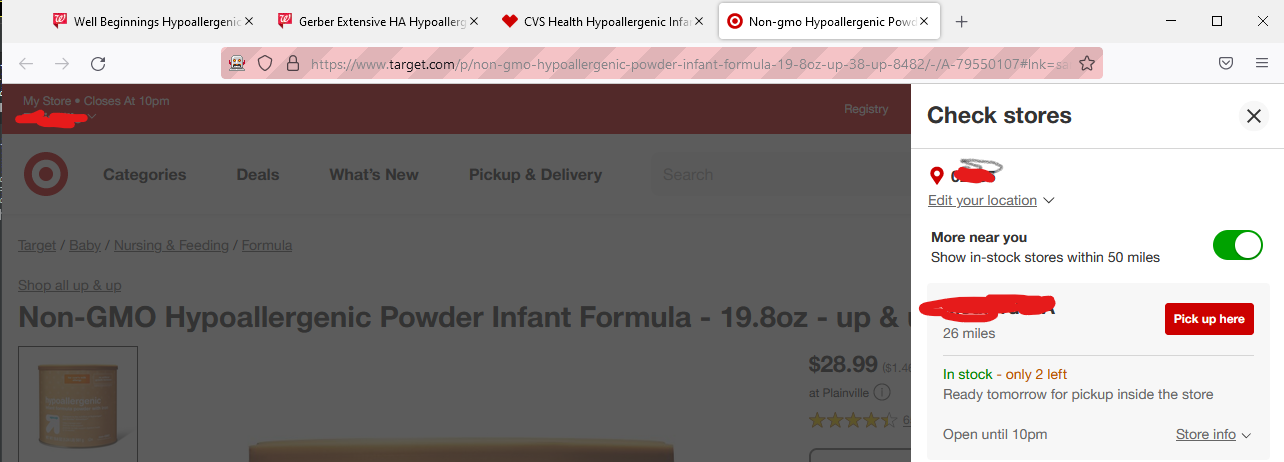 Well Beginnings Hypoallergenic
Gerber Extensive HA Hypoallerg
CVS Health Hypoallergenic Infa
Non-gmo Hypoallergenic Powd
https://www.target.com/p/non-gmo-hypoallergenic-powder-infant-formula-19-8oz-up-38-up-8482/-/A-79550107#lnk=sa
My Store • Closes At 10pm
Registry
Categories
Deals
What's New
Pickup & Delivery
Search
Target / Baby / Nursing & Feeding / Formula
Shop all up & up
Non-GMO Hypoallergenic Powder Infant Formula - 19.8oz - up & u
hypoallergenic
$28.99 ($1.46
at Plainville
6
Check stores
Edit your location
More near you
Show in-stock stores within 50 miles
26 miles
Pick up here
In stock - only 2 left
Ready tomorrow for pickup inside the store
Open until 10pm
Store info